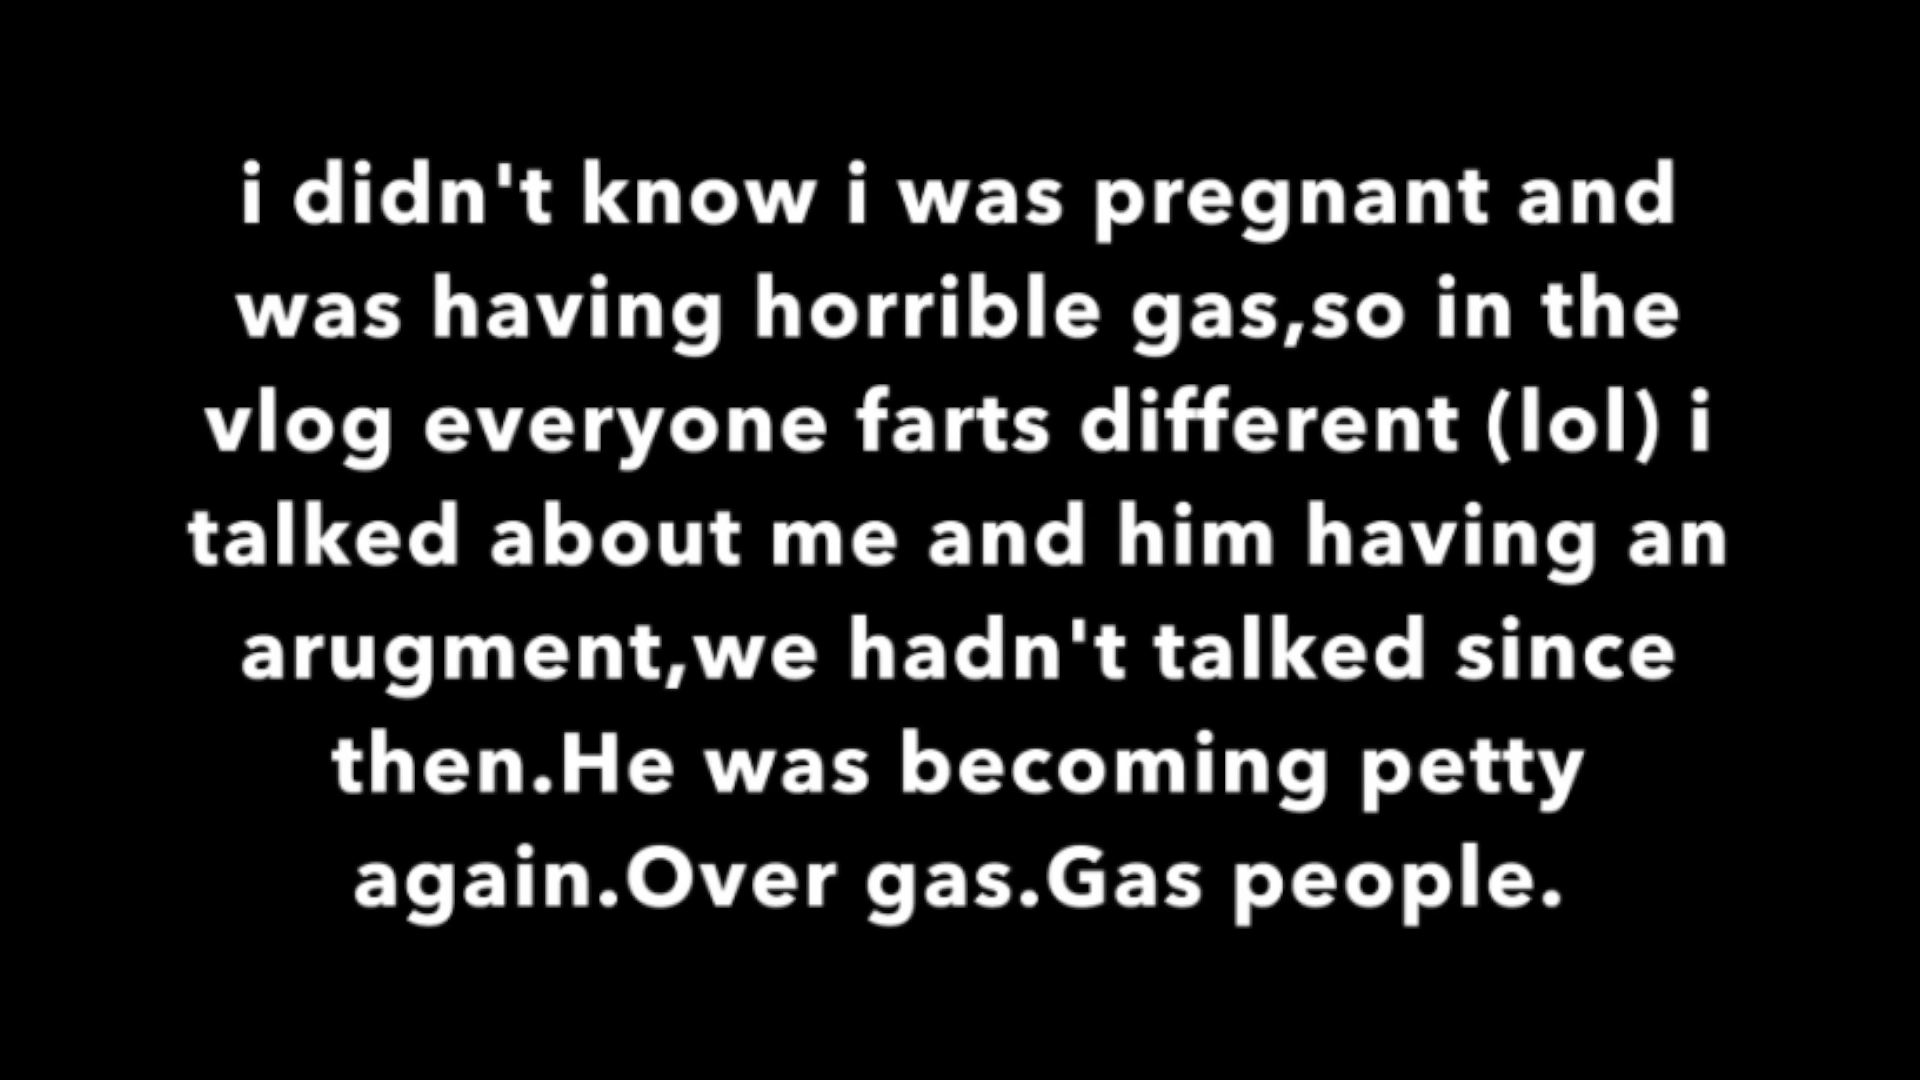 i didn't know i was pregnant and
was having horrible gas,so in the
vlog everyone farts different (lol) i
talked about me and him having an
arugment,we hadn't talked since
then.He was becoming petty
again.Over gas.Gas people.